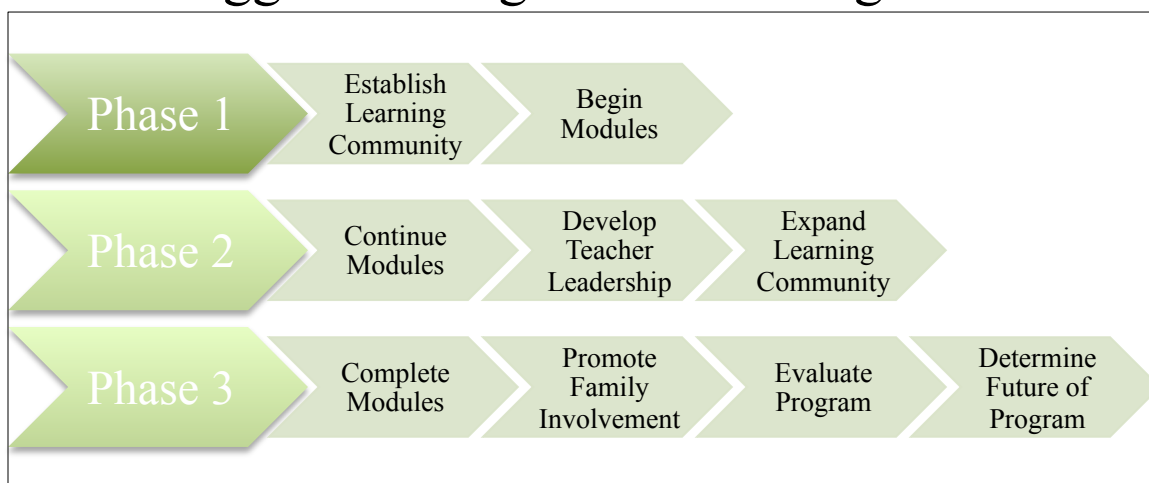 Phase 1
Establish
Learning
Community
Begin
Modules
Phase 2
Continue
Modules
Develop
Teacher
Leadership
Expand
Learning
Community
Phase 3
Complete
Modules
Promote
Family
Involvement
Evaluate
Program
Determine
Future of
Program